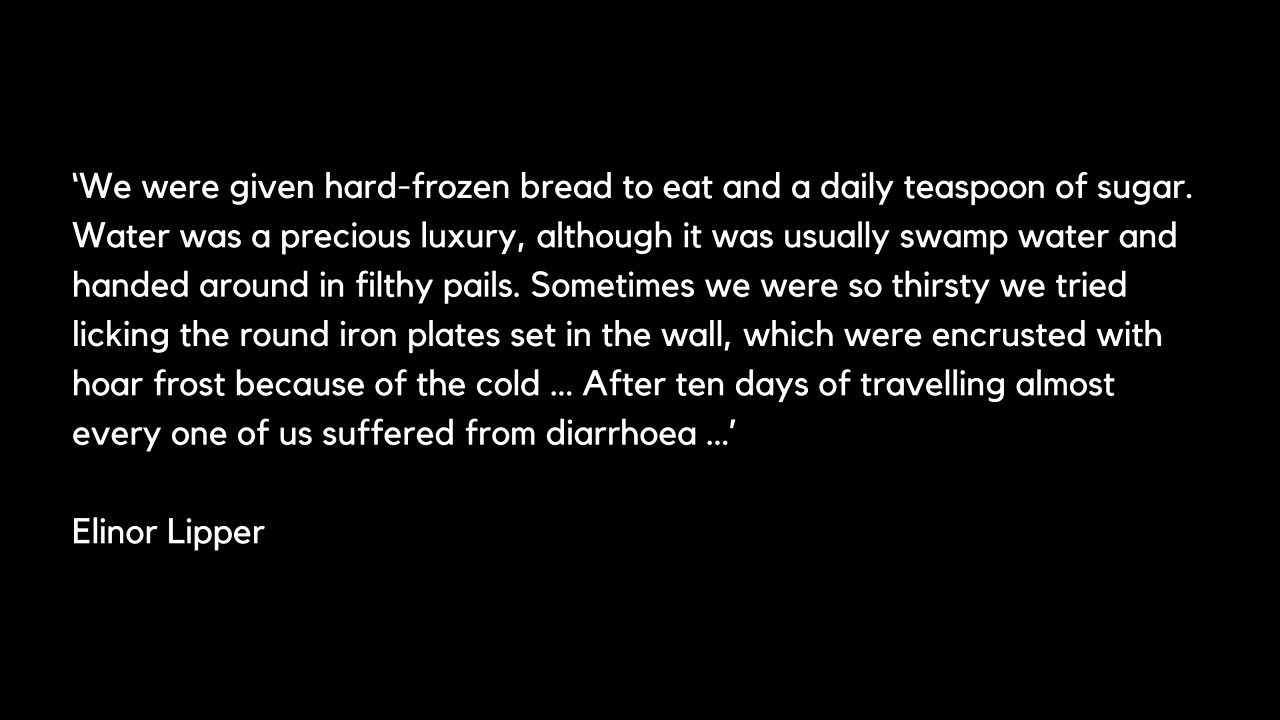 ‘We were given hard-frozen bread to eat and a daily teaspoon of sugar.
Water was a precious luxury, although it was usually swamp water and
handed around in filthy pails. Sometimes we were so thirsty we tried
licking the round iron plates set in the wall, which were encrusted with
hoar frost because of the cold ... After ten days of travelling almost
every one of us suffered from diarrhoea ...’
Elinor Lipper